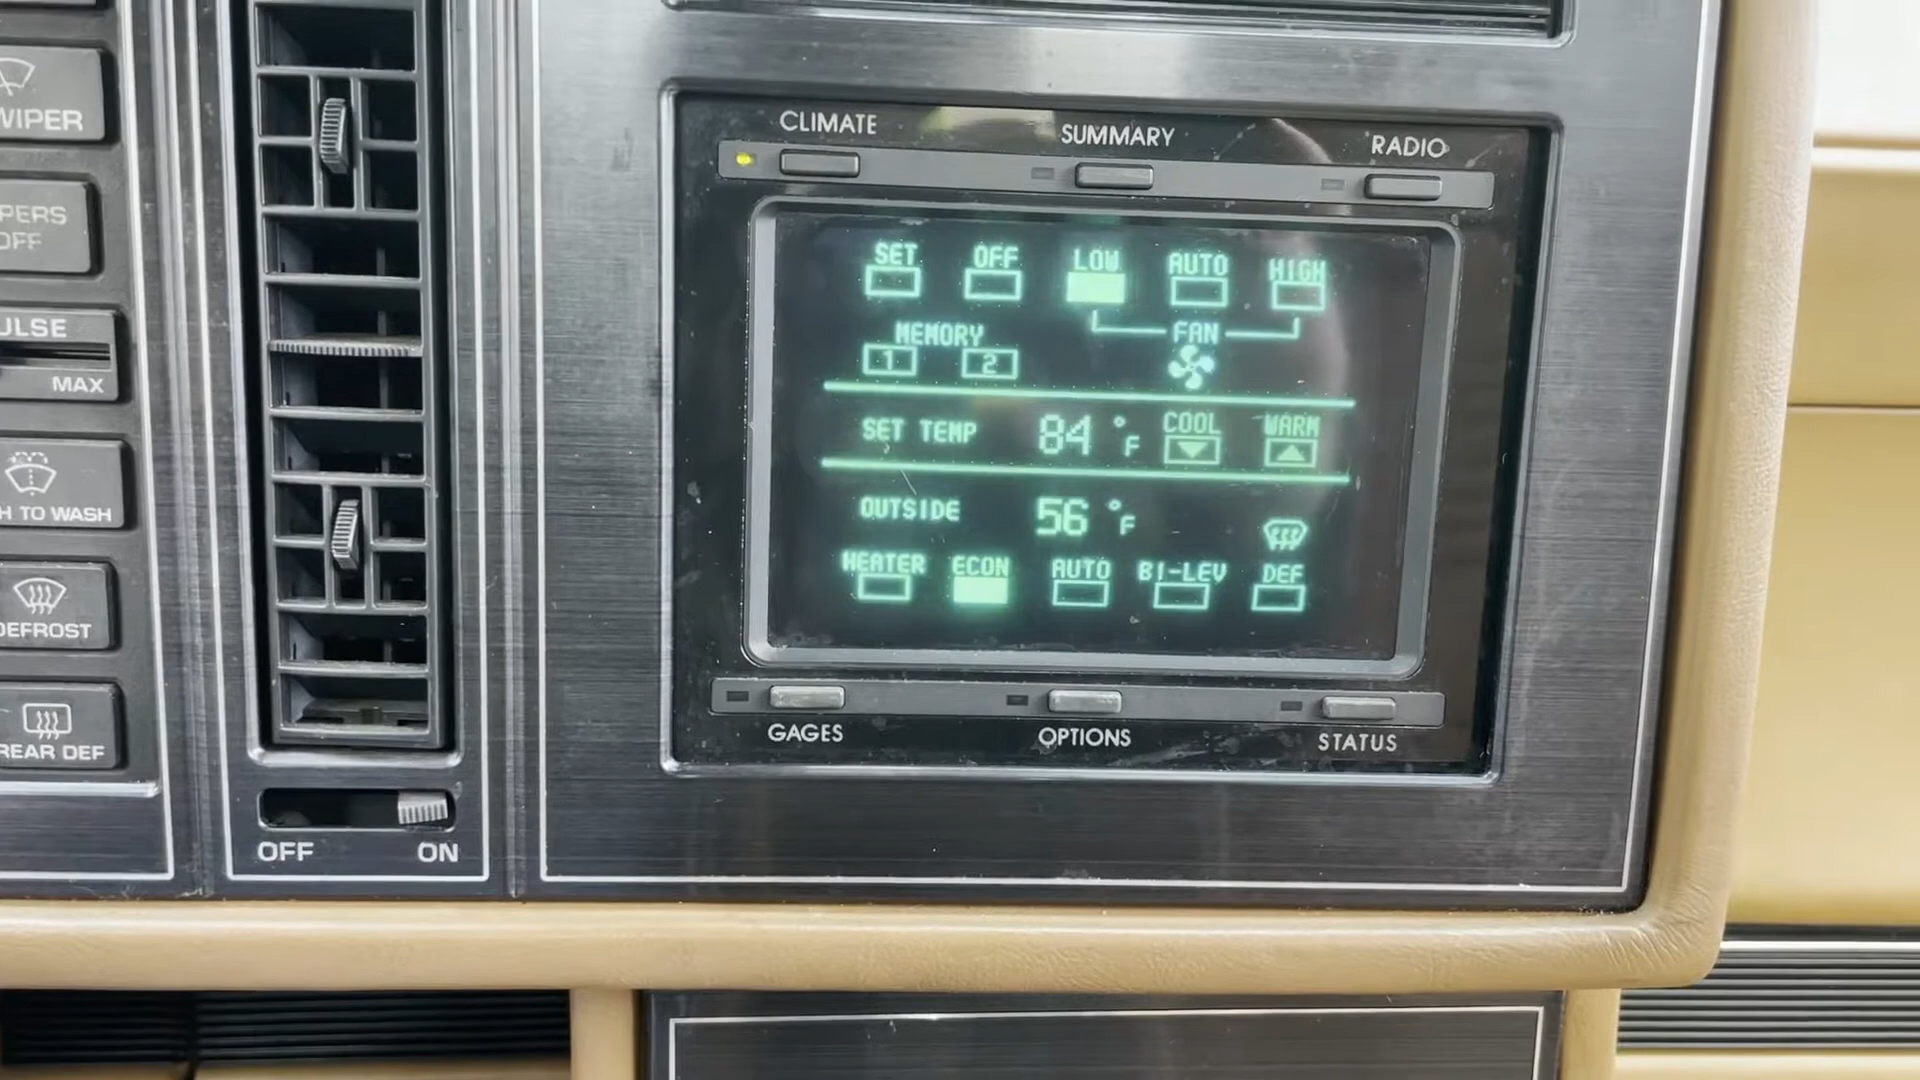 WIPER
OFF
MAX
H TO WASH
DEFROST
REAR DEF
OFF ON
CLIMATE SUMMARY RADIO
SET OFF LOW AUTO HIGH
MEMORY FAN
1 2
SET TEMP 84 °F COOL WARM
OUTSIDE 56 °F
HEATER ECON AUTO BI-LEV DEF
GAGES OPTIONS STATUS